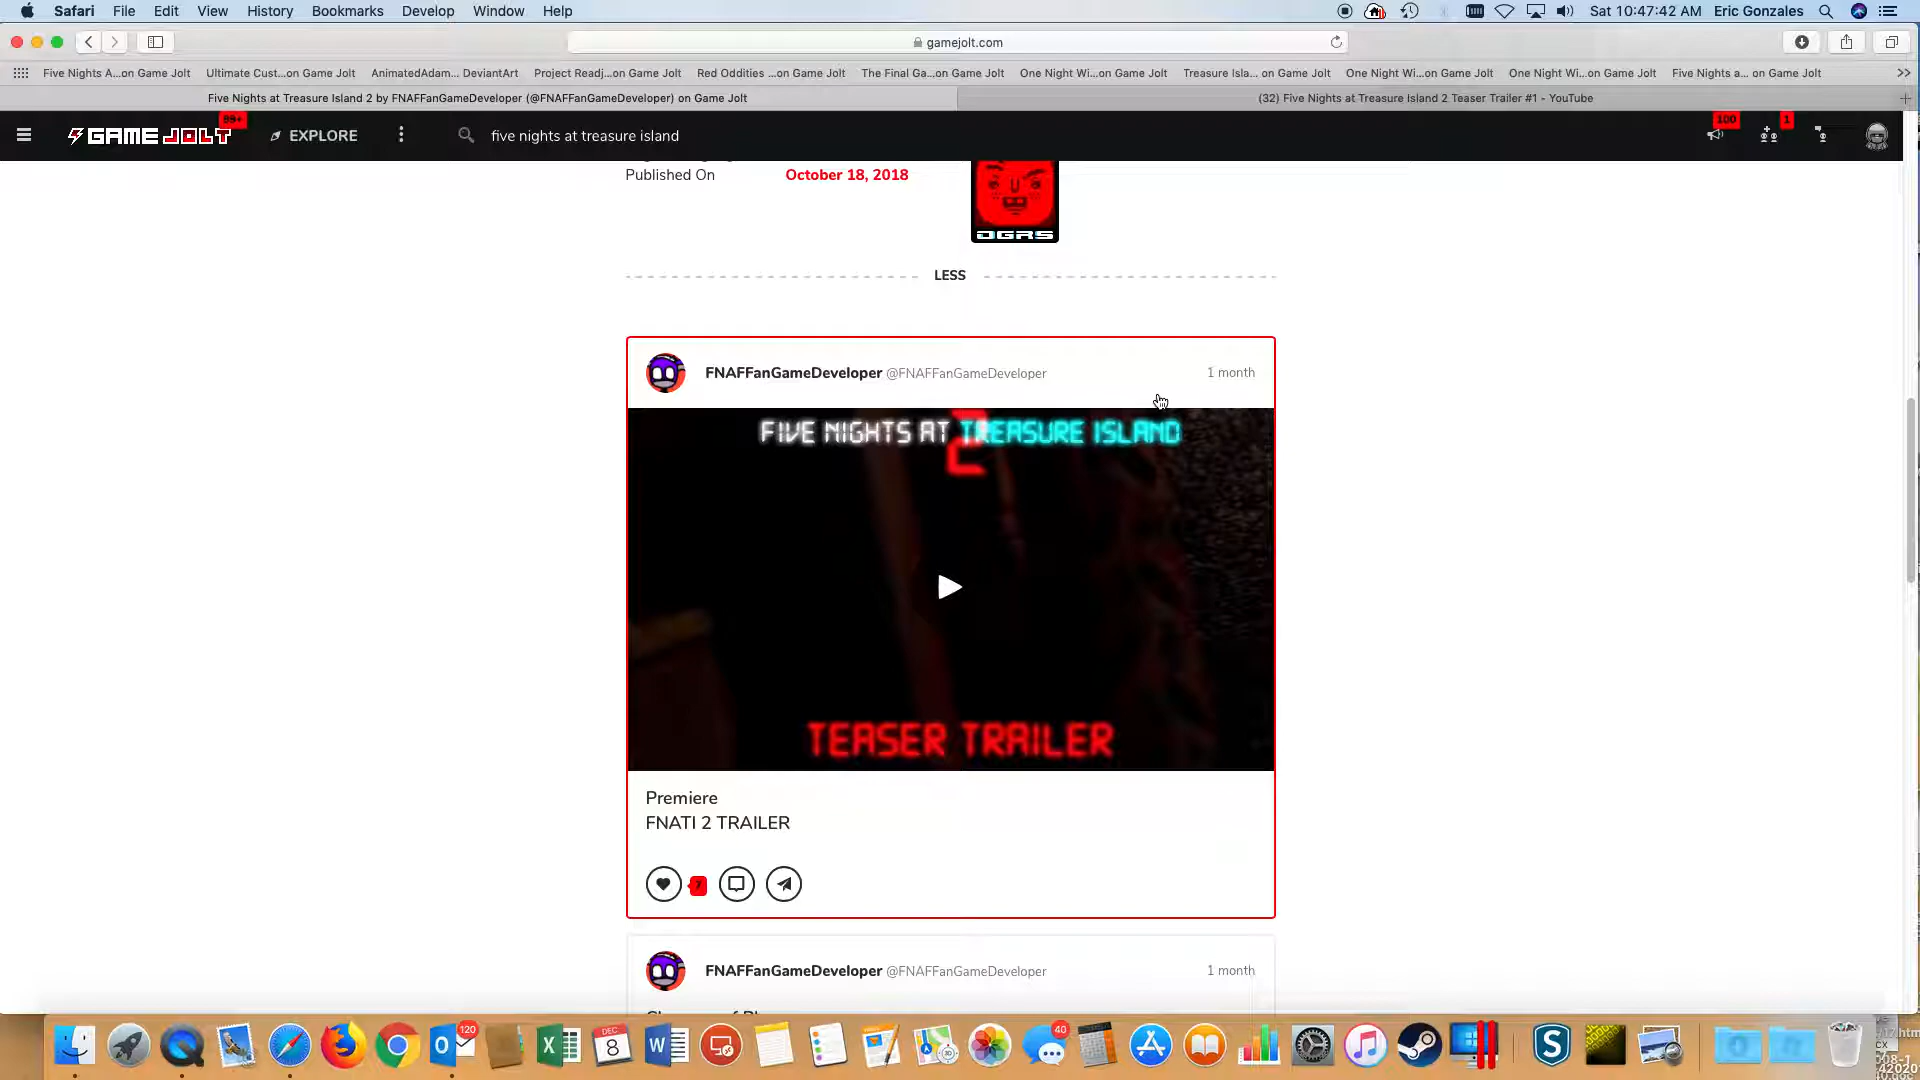 Safari File Edit View History Bookmarks Develop Window Help Sat 10:47:42 AM Eric Gonzales
gamejolt.com
Five Nights A...on Game Jolt Ultimate Cust...on Game Jolt AnimatedAdam... DeviantArt Project Readj...on Game Jolt Red Oddities ...on Game Jolt The Final Ga...on Game Jolt One Night Wi...on Game Jolt Treasure Isla... on Game Jolt One Night Wi...on Game Jolt One Night Wi...on Game Jolt Five Nights a... on Game Jolt >>
Five Nights at Treasure Island 2 by FNAFFanGameDeveloper (@FNAFFanGameDeveloper) on Game Jolt (32) Five Nights at Treasure Island 2 Teaser Trailer #1 - YouTube
GAME JOLT 99+ EXPLORE five nights at treasure island 100 1
Published On October 18, 2018
DGRS
LESS
FNAFFanGameDeveloper @FNAFFanGameDeveloper 1 month
FIVE NIGHTS AT TREASURE ISLAND
2
TEASER TRAILER
Premiere
FNATI 2 TRAILER
7
FNAFFanGameDeveloper @FNAFFanGameDeveloper 1 month
120 DEC 8 40